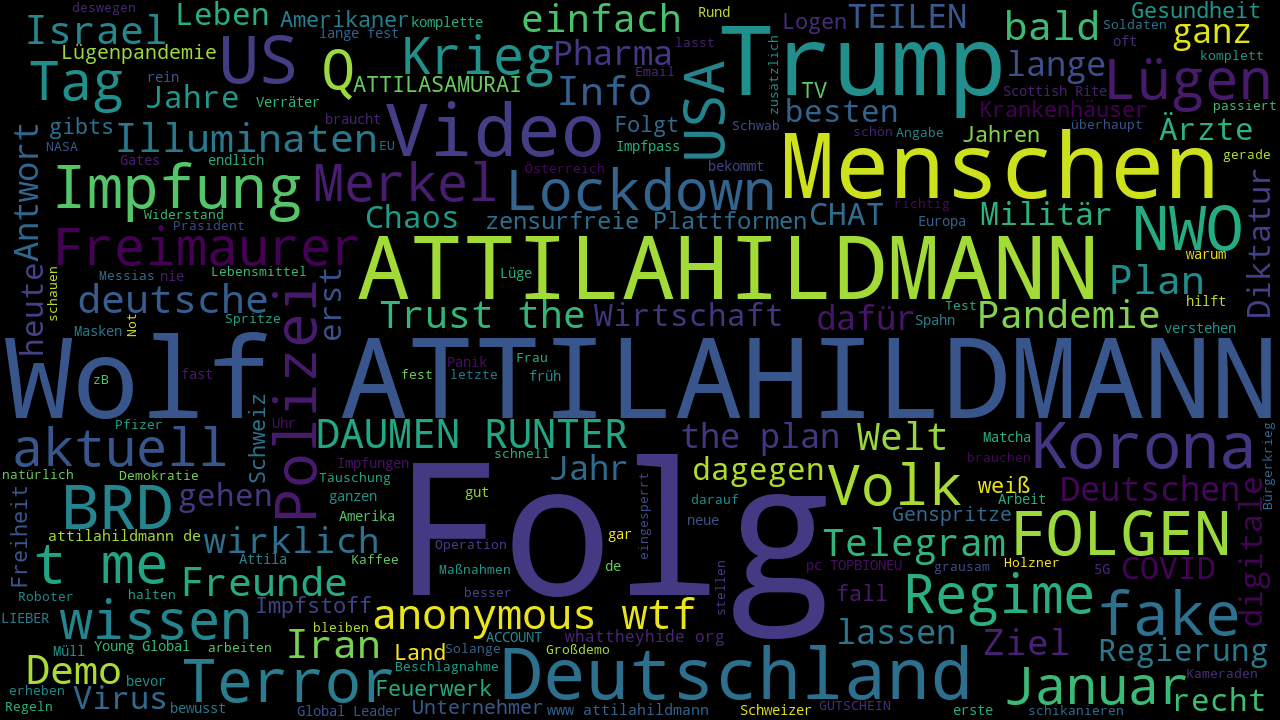 deswegen
Israel
Leben
Amerikaner
komplette
einfach
Rund
Logen
TEILEN
bald
Gesundheit
Soldaten
ganz
Lügenpandemie
lange fest
US
Q
Krieg
Pharma
lasst
Trump
oft
komplett
Tag
rein
Jahre
Verräter
ATTILASAMURAI
Info
Email
USA
zusätzlich
TV
lange
Lügen
Scottish Rite
besten
Krankenhäuser
passiert
gibts
NASA
Illuminaten
braucht
EU
Video
Folgt
Impfpass
Schwab
schön
Angabe
Jahren
überhaupt
Ärzte
Antwort
Gates
endlich
Impfung
Widerstand
Präsident
Merkel
Österreich
Lockdown
bekommt
Menschen
gerade
richtig
Chaos
zensurfreie Plattformen
CHAT
Europa
Militär
NWO
warum
Diktatur
Freimaurer
ATTILAHILDMANN
heute
schauen
Messias
nie
Lebensmittel
Lüge
Plan
deutsche
Polizei
erst
Masken
Not
Spritze
Trust the
Wirtschaft
dafür
Spahn
Test
Pandemie
hilft
verstehen
Wolf
zB
fast
ATTILAHILDMANN
Panik
Frau
fest
letzte
früh
Pfizer
Uhr
aktuell
Schweiz
DAUMEN RUNTER
schnell
the plan
Welt
Matcha
Korona
brauchen
Bürgerkrieg
natürlich
Demokratie
Impfungen
Täuschung
Jahr
dagegen
Volk
weiß
Arbeit
Deutschen
digitale
Freiheit
BRD
gehen
ganzen
Folg
gut
eingesperrt
darauf
neue
Genspritze
FOLGEN
attilahildmann de
wirklich
Amerika
Operation
gar
Telegram
t me
Attila
Kaffee
Maßnahmen
de
stellen
pc TOPBIONEU
grausam
Holzner
5G
COVID
Roboter
halten
Freunde
besser
fall
Regime
fake
LIEBER
wissen
Impfstoff
anonymous wtf
bleiben
ACCOUNT
whattheyhide org
lassen
Ziel
Regierung
Müll
Young Global
arbeiten
Iran
Land
Solange
Großdemo
Demo
bevor
Terror
Beschlagnahme
Deutschland
Januar
Kameraden
erheben
Virus
bewusst
Feuerwerk
recht
Regeln
Global Leader
Unternehmer
www attilahildmann
Schweizer
GUTSCHEIN
erste
schikanieren